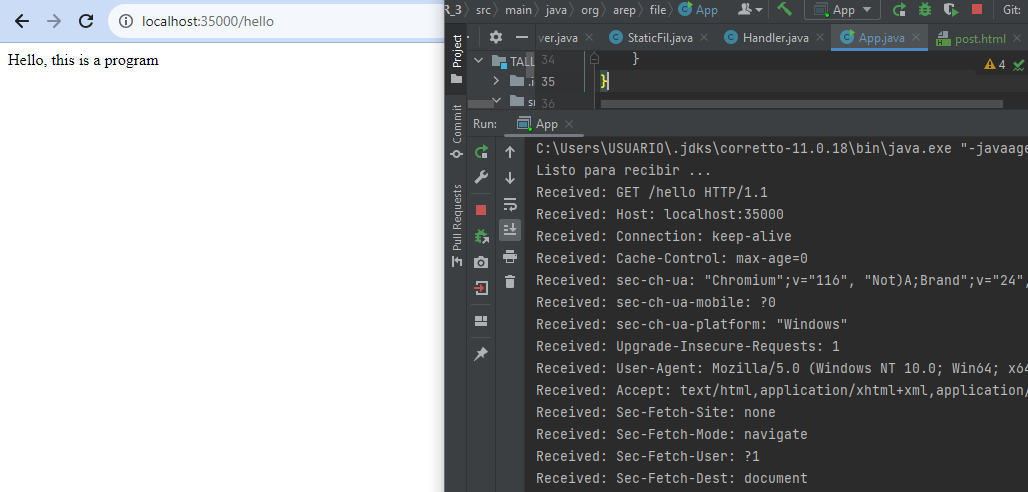 localhost:35000/hello
Hello, this is a program
R_3 src main java org arep file App
App
Git:
Project
Commit
Pull Requests
TALL
ver.java StaticFil.java Handler.java App.java post.html
34 }
35 }
36
4
Run: App
C:\Users\USUARIO\.jdks\corretto-11.0.18\bin\java.exe "-javaage
Listo para recibir ...
Received: GET /hello HTTP/1.1
Received: Host: localhost:35000
Received: Connection: keep-alive
Received: Cache-Control: max-age=0
Received: sec-ch-ua: "Chromium";v="116", "Not)A;Brand";v="24",
Received: sec-ch-ua-mobile: ?0
Received: sec-ch-ua-platform: "Windows"
Received: Upgrade-Insecure-Requests: 1
Received: User-Agent: Mozilla/5.0 (Windows NT 10.0; Win64; x64
Received: Accept: text/html,application/xhtml+xml,application/
Received: Sec-Fetch-Site: none
Received: Sec-Fetch-Mode: navigate
Received: Sec-Fetch-User: ?1
Received: Sec-Fetch-Dest: document